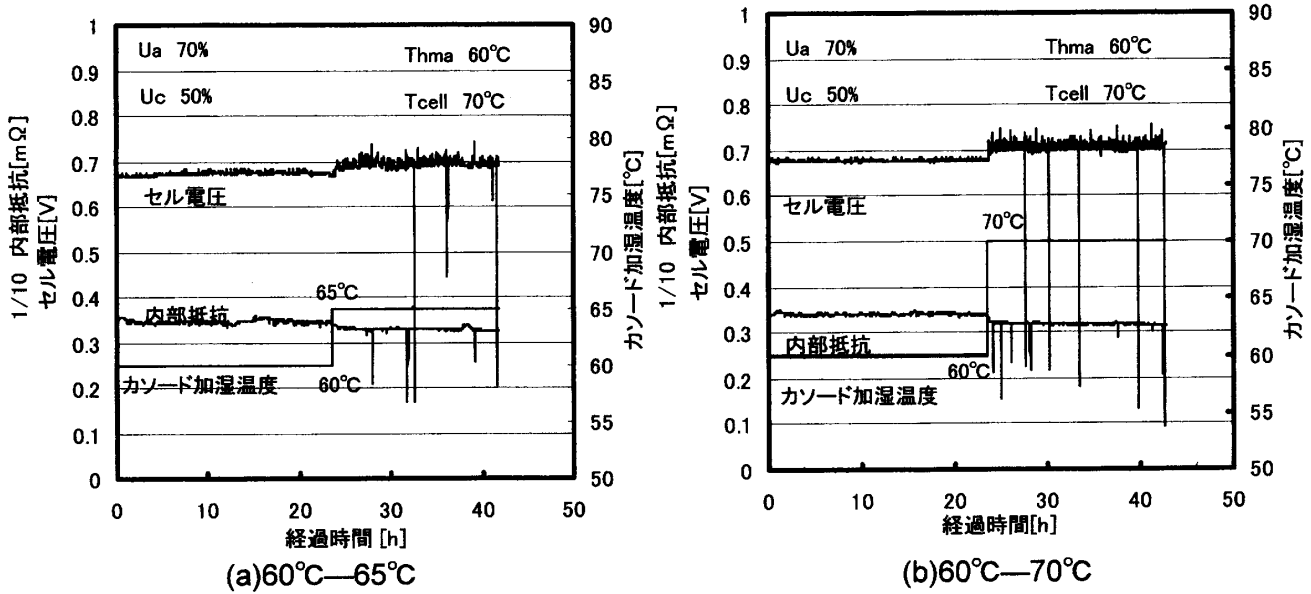 1
0.9
0.8
0.7
0.6
0.5
0.4
0.3
0.2
0.1
0
1/10 内部抵抗[mΩ]
セル電圧[V]
90
85
80
75
70
65
60
55
50
カソード加湿温度[℃]
Ua 70%
Thma 60℃
Uc 50%
Tcell 70℃
セル電圧
65℃
内部抵抗
60℃
カソード加湿温度
0 10 20 30 40 50
経過時間 [h]
(a)60℃―65℃
1
0.9
0.8
0.7
0.6
0.5
0.4
0.3
0.2
0.1
0
1/10 内部抵抗[mΩ]
セル電圧[V]
90
85
80
75
70
65
60
55
50
カソード加湿温度[℃]
Ua 70%
Thma 60℃
Uc 50%
Tcell 70℃
セル電圧
70℃
内部抵抗
60℃
カソード加湿温度
0 10 20 30 40 50
経過時間[h]
(b)60℃―70℃